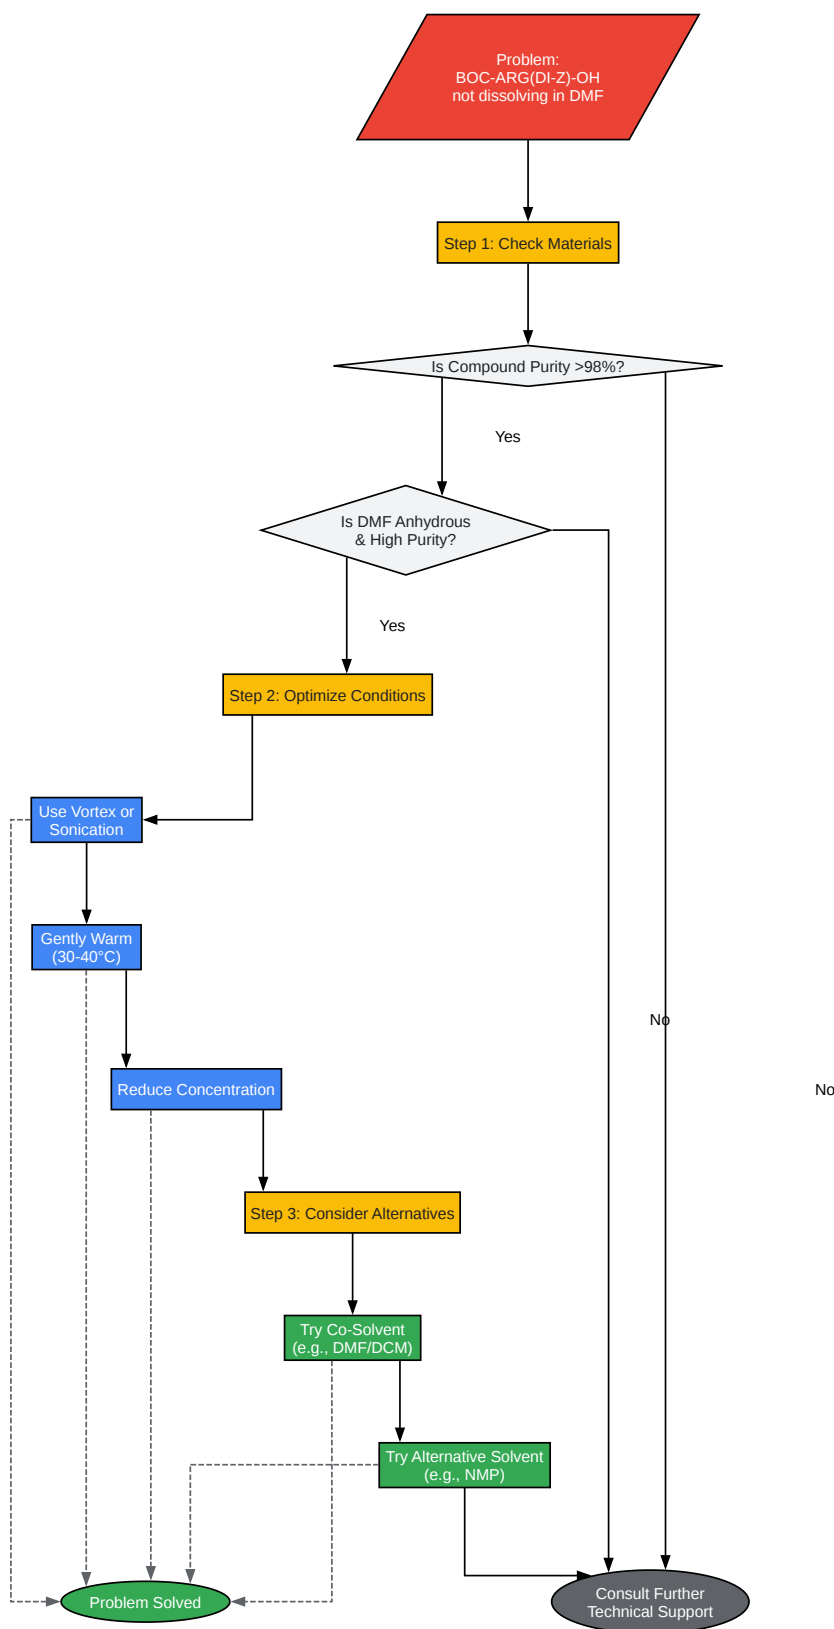 Problem:
BOC-ARG(DI-Z)-OH
not dissolving in DMF
Step 1: Check Materials
Is Compound Purity >98%?
Yes
Is DMF Anhydrous
& High Purity?
Yes
Step 2: Optimize Conditions
Use Vortex or
Sonication
Gently Warm
(30-40°C)
No
Reduce Concentration
No
Step 3: Consider Alternatives
Try Co-Solvent
(e.g., DMF/DCM)
Try Alternative Solvent
(e.g., NMP)
Problem Solved
Consult Further
Technical Support